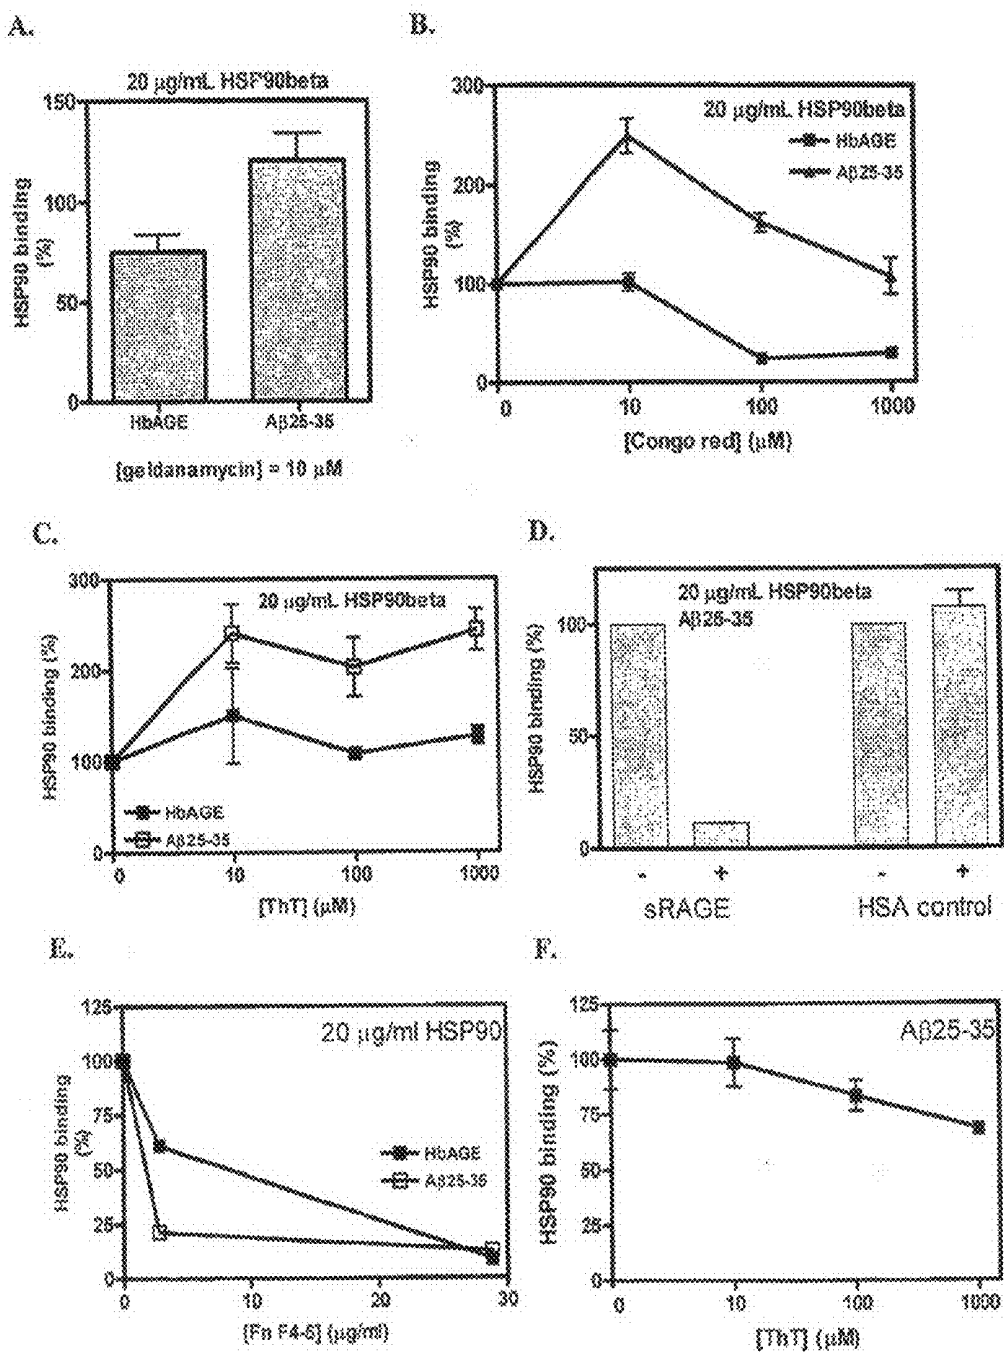 A.
20 µg/mL HSP90beta
HSP90 binding
(%)
150
100
50
0
HbAGE
Aβ25-35
[geldanamycin] = 10 µM
B.
20 µg/mL HSP90beta
HbAGE
Aβ25-35
HSP90 binding
(%)
300
200
100
0
0 10 100 1000
[Congo red] (µM)
C.
20 µg/mL HSP90beta
HSP90 binding (%)
300
200
100
0
HbAGE
Aβ25-35
0 10 100 1000
[ThT] (µM)
D.
20 µg/mL HSP90beta
Aβ25-35
HSP90 binding (%)
100
50
0
- + - +
sRAGE
HSA control
E.
20 µg/ml HSP90
HSP90 binding
(%)
125
100
75
50
25
0
HbAGE
Aβ25-35
0 10 20 30
[Fn F4-5] (µg/ml)
F.
Aβ25-35
HSP90 binding (%)
125
100
75
50
25
0
0 10 100 1000
[ThT] (µM)